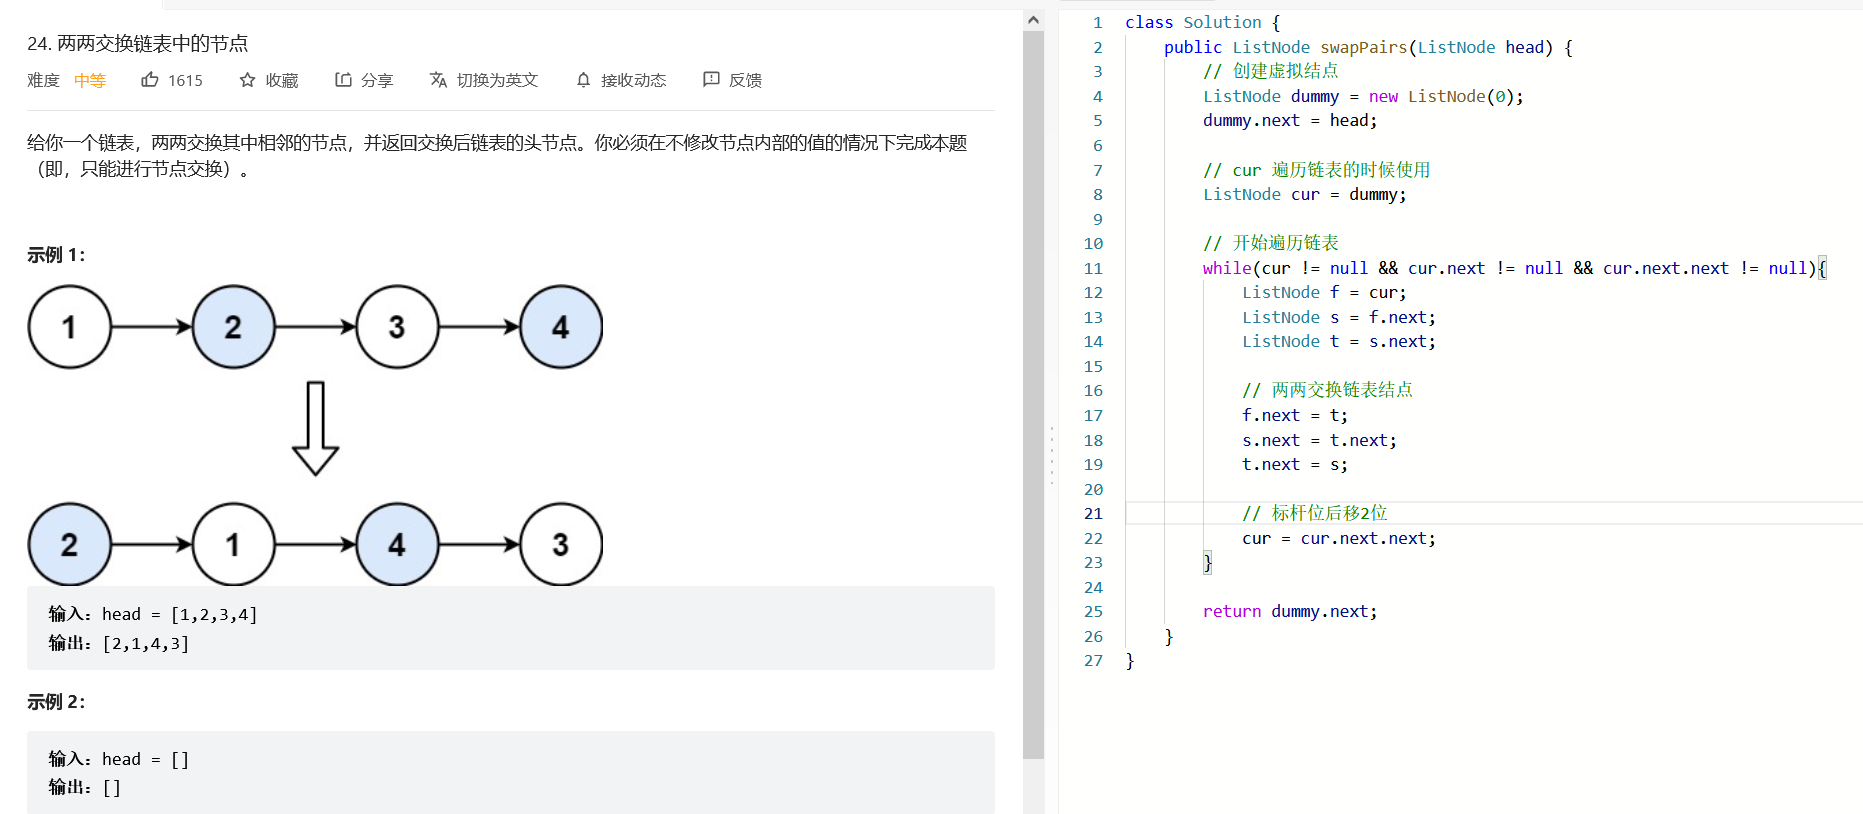 24. 两两交换链表中的节点
难度 中等 1615 收藏 分享 切换为英文 接收动态 反馈
给你一个链表，两两交换其中相邻的节点，并返回交换后链表的头节点。你必须在不修改节点内部的值的情况下完成本题
（即，只能进行节点交换）。
示例 1：
1 2 3 4
2 1 4 3
输入：head = [1,2,3,4]
输出：[2,1,4,3]
示例 2：
输入：head = []
输出：[]
1 class Solution {
2 public ListNode swapPairs(ListNode head) {
3 // 创建虚拟结点
4 ListNode dummy = new ListNode(0);
5 dummy.next = head;
6
7 // cur 遍历链表的时候使用
8 ListNode cur = dummy;
9
10 // 开始遍历链表
11 while(cur != null && cur.next != null && cur.next.next != null){
12 ListNode f = cur;
13 ListNode s = f.next;
14 ListNode t = s.next;
15
16 // 两两交换链表结点
17 f.next = t;
18 s.next = t.next;
19 t.next = s;
20
21 // 标杆位后移2位
22 cur = cur.next.next;
23 }
24
25 return dummy.next;
26 }
27 }